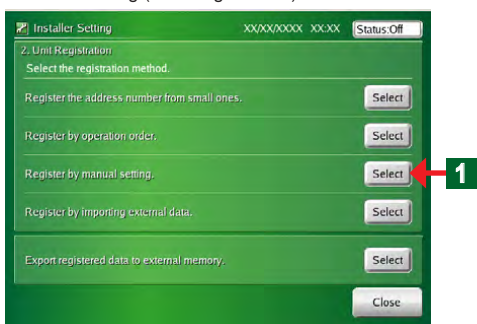 Installer Setting XX/XX/XXXX XX:XX Status:Off
2. Unit Registration
Select the registration method.
Register the address number from small ones. Select
Register by operation order. Select
Register by manual setting. Select 1
Register by importing external data. Select
Export registered data to external memory. Select
Close